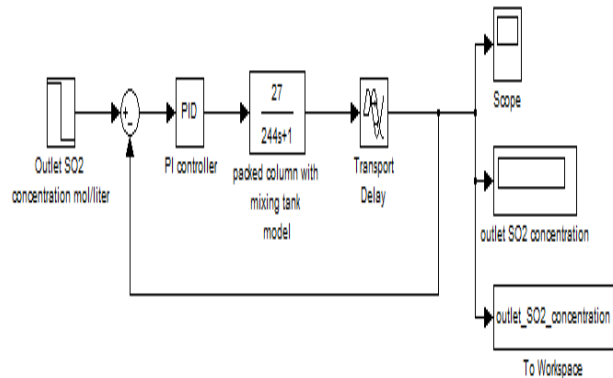 Outlet SO2
concentration mol/liter
+
-
PID
PI controller
27
244s+1
packed column with
mixing tank
model
Transport
Delay
Scope
outlet SO2 concentration
outlet_SO2_concentration
To Workspace